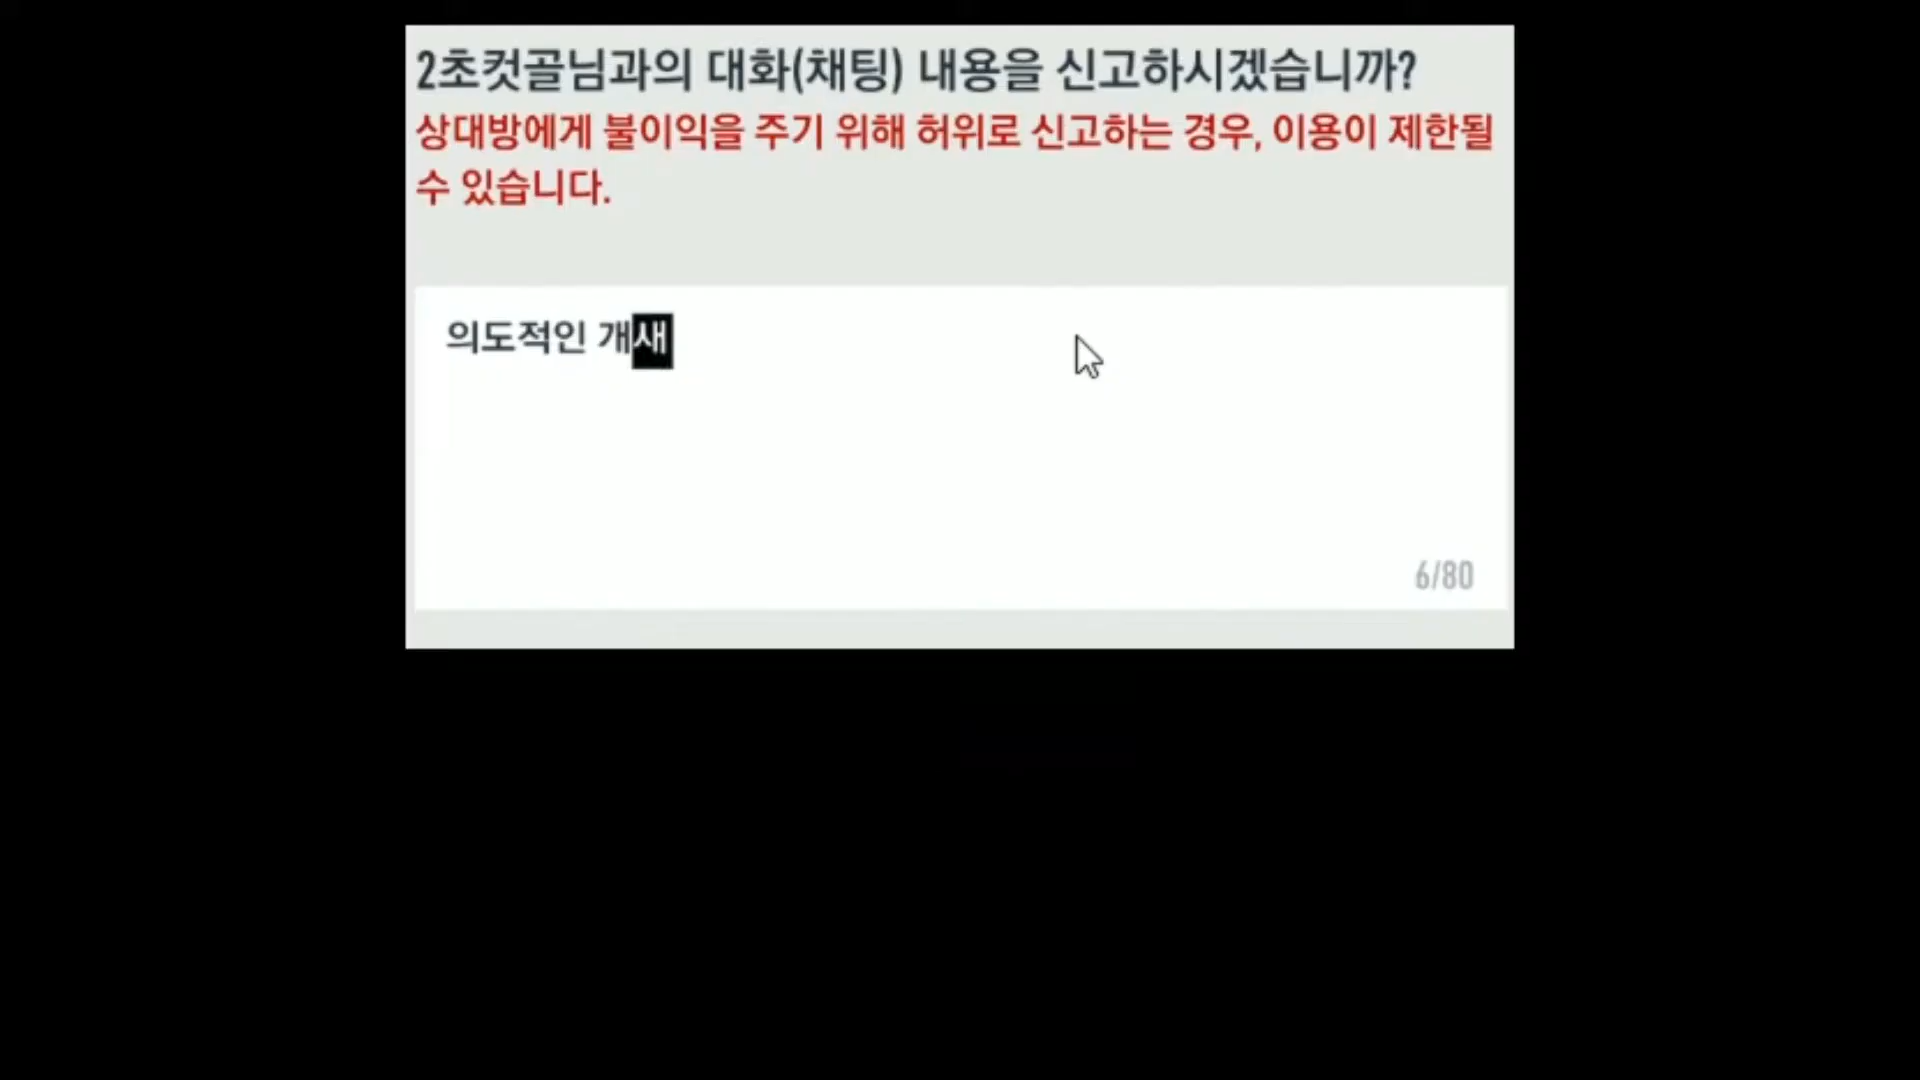 2초컷골님과의 대화(채팅) 내용을 신고하시겠습니까?
상대방에게 불이익을 주기 위해 허위로 신고하는 경우, 이용이 제한될
수 있습니다.
의도적인 개새
6/80